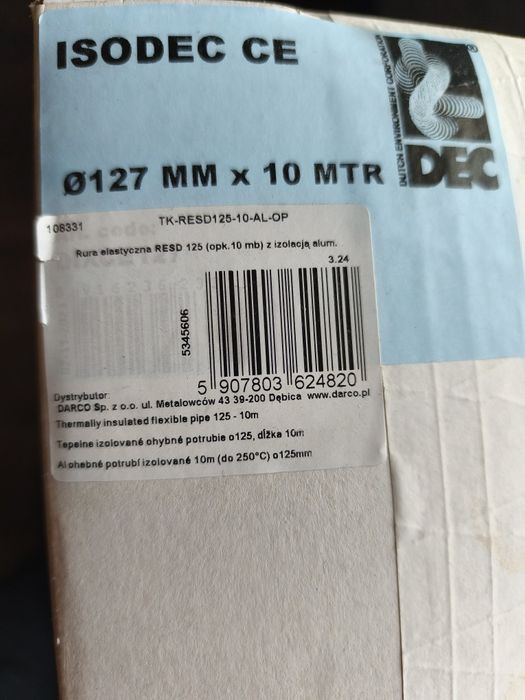 ISODEC CE
DUTCH ENVIRONMENT CORPORATION
DEC®
Ø127 MM x 10 MTR
108331
TK-RESD125-10-AL-OP
Rura elastyczna RESD 125 (opk.10 mb) z izolacją alum.
3.24
5345606
5 907803 624820
Dystrybutor:
DARCO Sp. z o.o. ul. Metalowców 43 39-200 Dębica www.darco.pl
Thermally insulated flexible pipe 125 - 10m
Tepelne izolované ohybné potrubie o125, dĺžka 10m
Al ohebné potrubí izolované 10m (do 250°C) o125mm